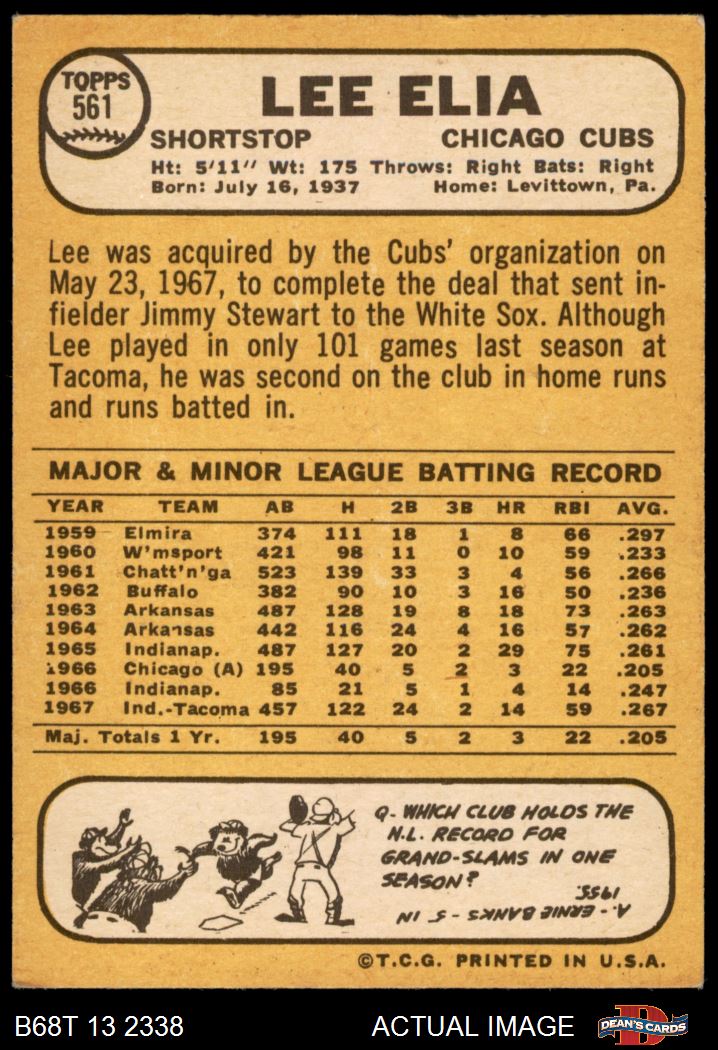 TOPPS
561
LEE ELIA
SHORTSTOP CHICAGO CUBS
Ht: 5'11" Wt: 175 Throws: Right Bats: Right
Born: July 16, 1937 Home: Levittown, Pa.
Lee was acquired by the Cubs' organization on
May 23, 1967, to complete the deal that sent in-
fielder Jimmy Stewart to the White Sox. Although
Lee played in only 101 games last season at
Tacoma, he was second on the club in home runs
and runs batted in.
MAJOR & MINOR LEAGUE BATTING RECORD
YEAR TEAM AB H 2B 3B HR RBI AVG.
1959 Elmira 374 111 18 1 8 66 .297
1960 W'msport 421 98 11 0 10 59 .233
1961 Chatt'n'ga 523 139 33 3 4 56 .266
1962 Buffalo 382 90 10 3 16 50 .236
1963 Arkansas 487 128 19 8 18 73 .263
1964 Arkansas 442 116 24 4 16 57 .262
1965 Indianap. 487 127 20 2 29 75 .261
1966 Chicago (A) 195 40 5 2 3 22 .205
1966 Indianap. 85 21 5 1 4 14 .247
1967 Ind.-Tacoma 457 122 24 2 14 59 .267
Maj. Totals 1 Yr. 195 40 5 2 3 22 .205
Q- WHICH CLUB HOLDS THE
N.L. RECORD FOR
GRAND-SLAMS IN ONE
SEASON?
A- ERNIE BANKS - 5 IN
1955.
©T.C.G. PRINTED IN U.S.A.
B68T 13 2338 ACTUAL IMAGE D DEAN'S CARDS